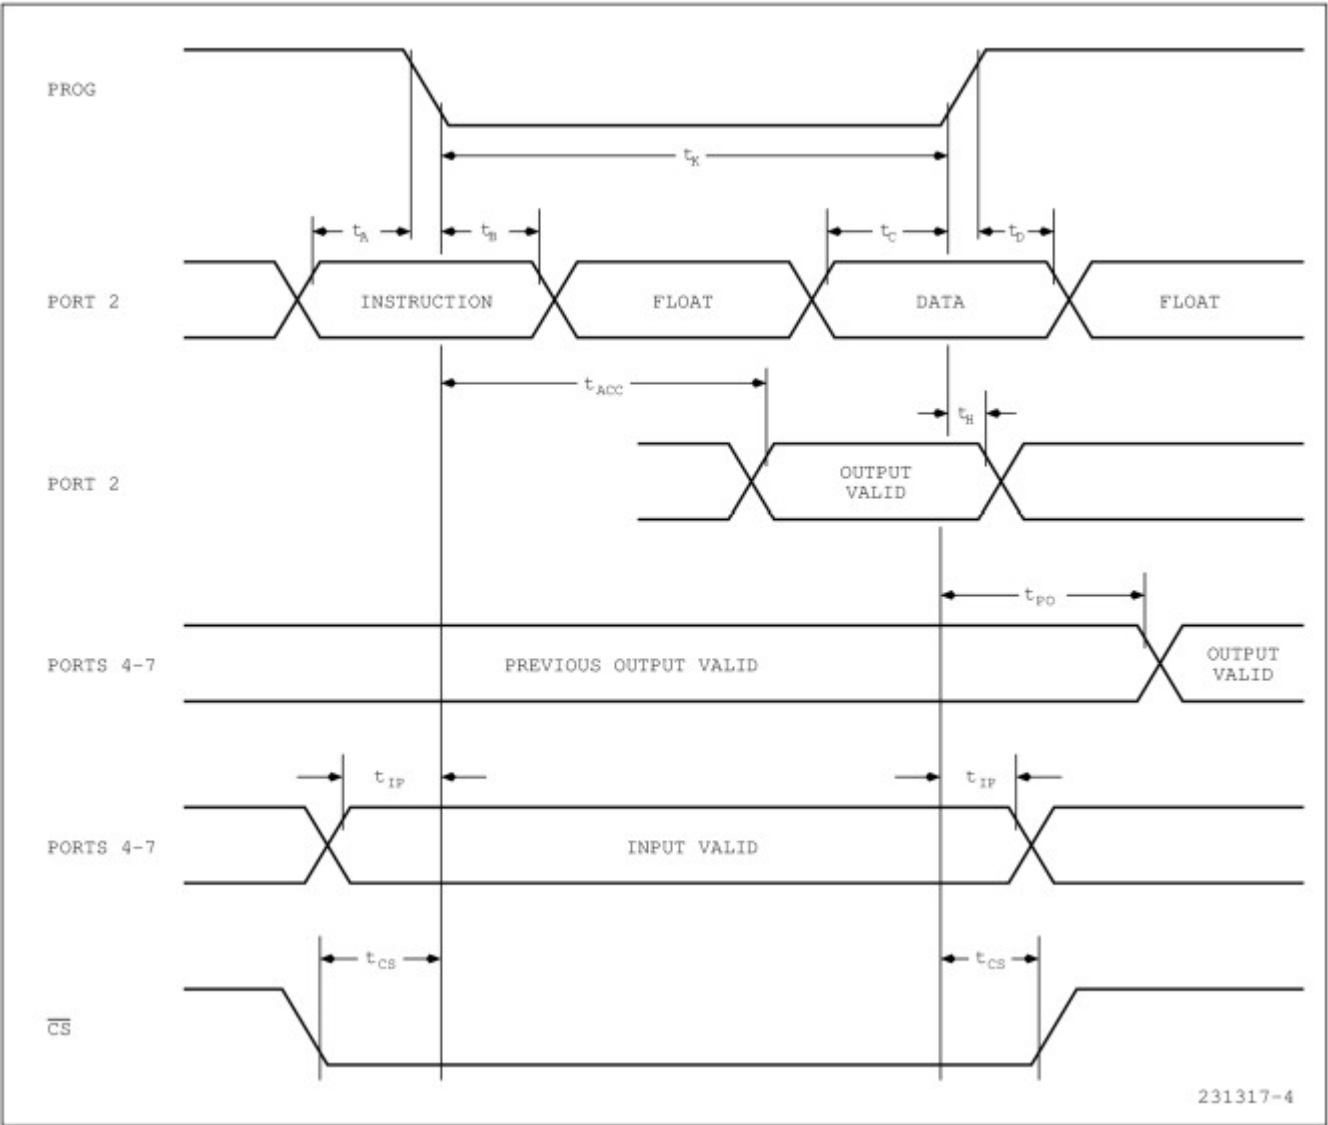 PROG
tK
tA
tB
tC
tD
PORT 2
INSTRUCTION
FLOAT
DATA
FLOAT
tACC
tH
PORT 2
OUTPUT
VALID
tPO
PORTS 4-7
PREVIOUS OUTPUT VALID
OUTPUT
VALID
tIP
tIP
PORTS 4-7
INPUT VALID
tCS
tCS
CS
231317-4